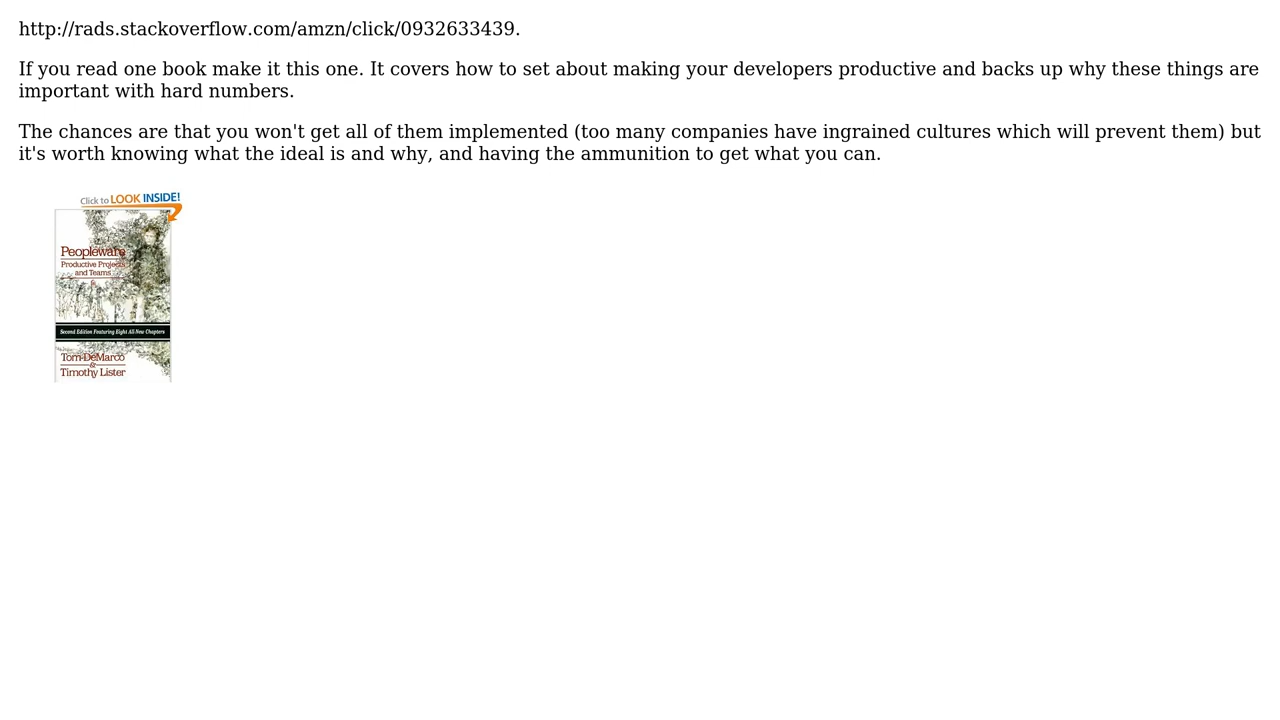 http://rads.stackoverflow.com/amzn/click/0932633439.
If you read one book make it this one. It covers how to set about making your developers productive and backs up why these things are
important with hard numbers.
The chances are that you won't get all of them implemented (too many companies have ingrained cultures which will prevent them) but
it's worth knowing what the ideal is and why, and having the ammunition to get what you can.
Click to LOOK INSIDE!
Peopleware
Productive Projects
and Teams
Second Edition Featuring Eight All-New Chapters
Tom DeMarco
&
Timothy Lister